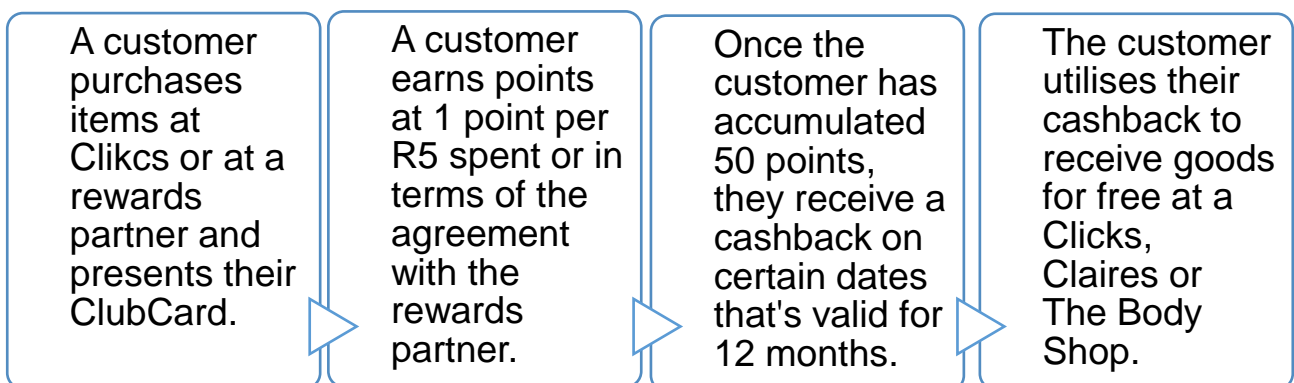 A customer
purchases
items at
Clikcs or at a
rewards
partner and
presents their
ClubCard.
A customer
earns points
at 1 point per
R5 spent or in
terms of the
agreement
with the
rewards
partner.
Once the
customer has
accumulated
50 points,
they receive a
cashback on
certain dates
that's valid for
12 months.
The customer
utilises their
cashback to
receive goods
for free at a
Clicks,
Claires or
The Body
Shop.